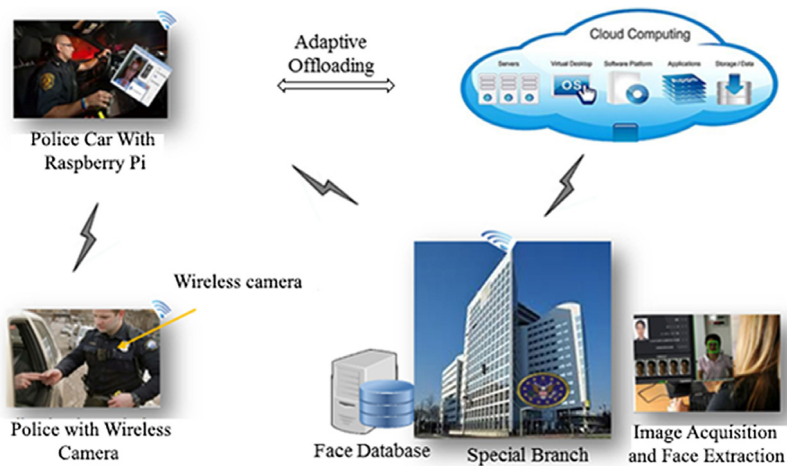 Adaptive
Offloading
Cloud Computing
Servers
Virtual Desktop
Software Platform
Applications
Storage / Data
OS
Police Car With
Raspberry Pi
Wireless camera
Police with Wireless
Camera
Face Database
Special Branch
Image Acquisition
and Face Extraction